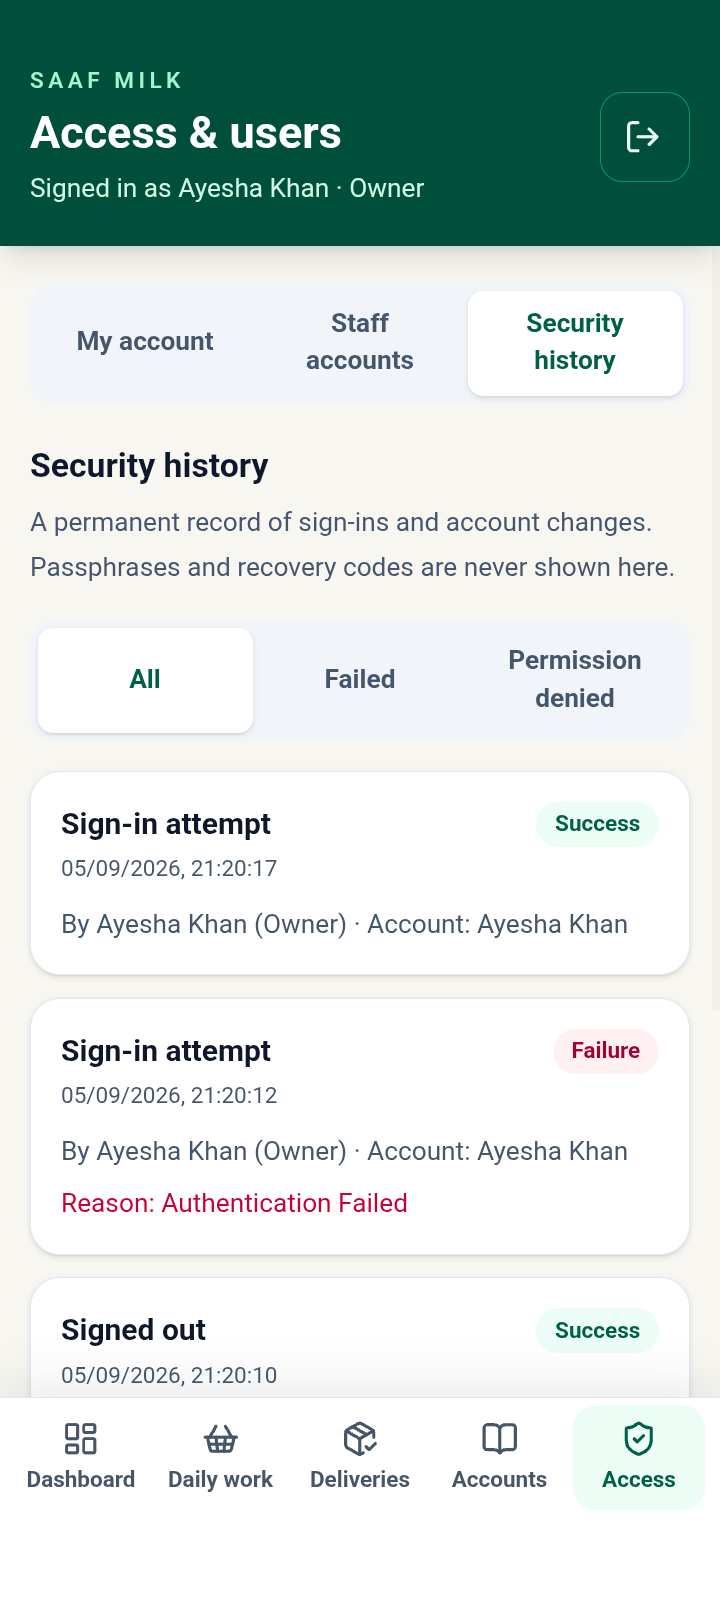 SAAF MILK
Access & users
Signed in as Ayesha Khan · Owner
My account
Staff
accounts
Security
history
Security history
A permanent record of sign-ins and account changes.
Passphrases and recovery codes are never shown here.
All
Failed
Permission
denied
Sign-in attempt
Success
05/09/2026, 21:20:17
By Ayesha Khan (Owner) · Account: Ayesha Khan
Sign-in attempt
Failure
05/09/2026, 21:20:12
By Ayesha Khan (Owner) · Account: Ayesha Khan
Reason: Authentication Failed
Signed out
Success
05/09/2026, 21:20:10
Dashboard
Daily work
Deliveries
Accounts
Access